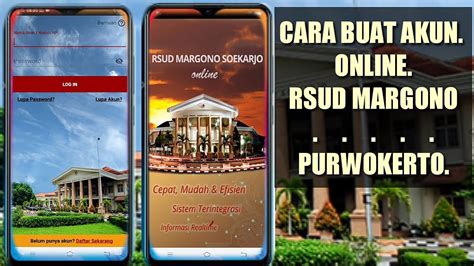 Bantuan
LOG IN
Lupa Password?
Lupa Akun?
Belum punya akun? Daftar Sekarang
RSUD MARGONO SOEKARJO
online
Cepat, Mudah & Efisien
Sistem Terintegrasi
Informasi Realtime
CARA BUAT AKUN.
ONLINE.
RSUD MARGONO
. . . . .
PURWOKERTO.